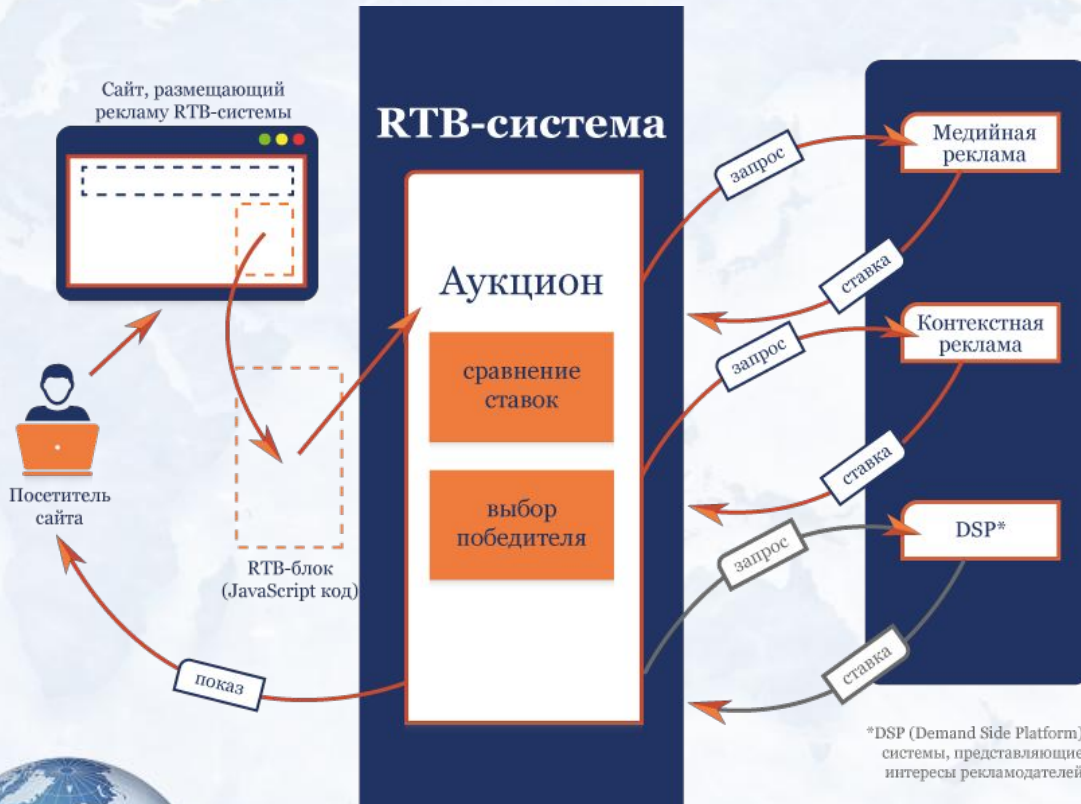 Сайт, размещающий
рекламу RTB-системы
RTB-система
Аукцион
сравнение
ставок
выбор
победителя
Посетитель
сайта
RTB-блок
(JavaScript код)
показ
запрос
Медийная
реклама
ставка
запрос
Контекстная
реклама
ставка
запрос
DSP*
ставка
*DSP (Demand Side Platform)
системы, представляющие
интересы рекламодателей